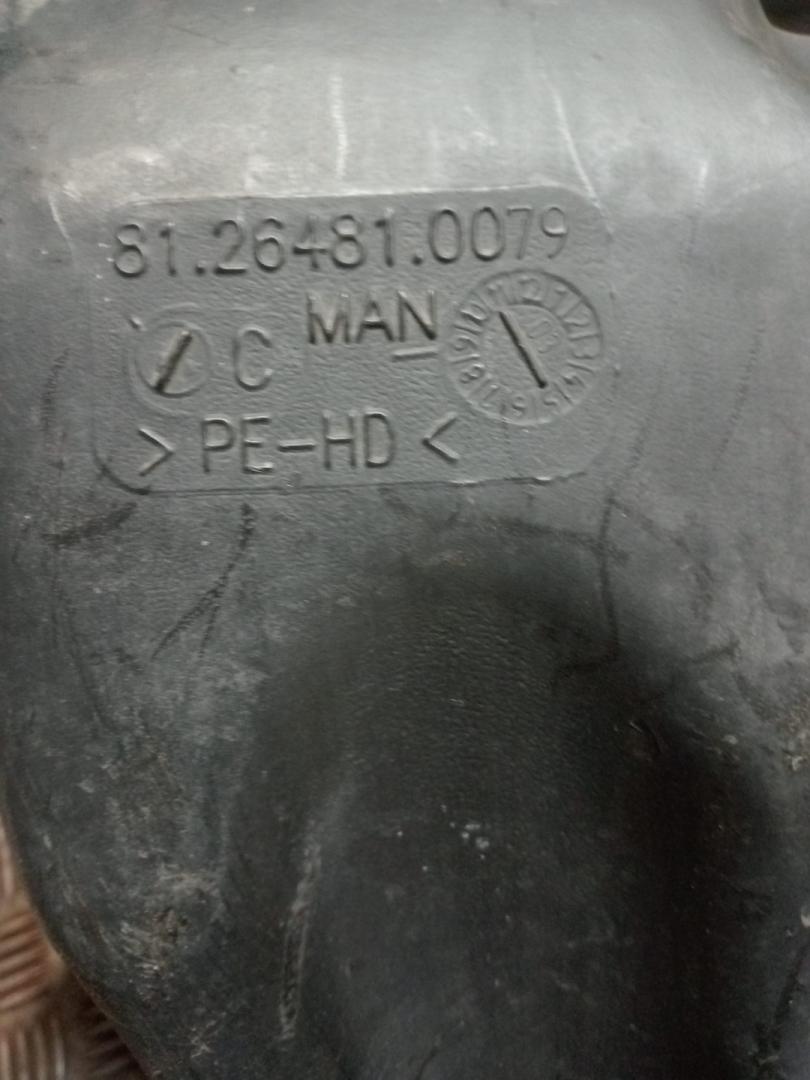 81.26481.0079
C MAN
> PE-HD <